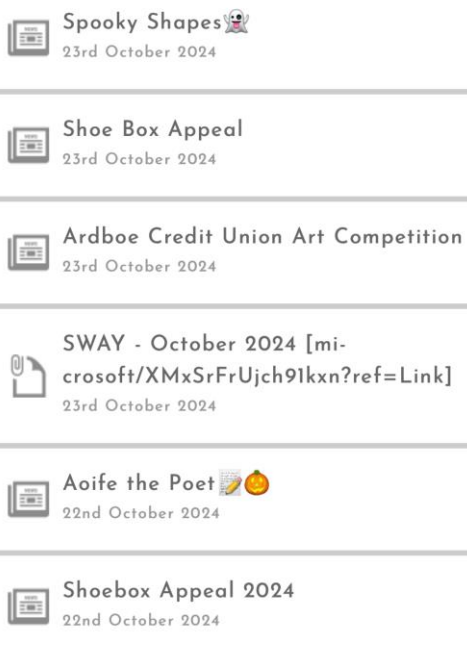 Spooky Shapes👻
23rd October 2024
Shoe Box Appeal
23rd October 2024
Ardboe Credit Union Art Competition
23rd October 2024
SWAY - October 2024 [mi-
crosoft/XMxSrFrUjch91kxn?ref=Link]
23rd October 2024
Aoife the Poet📝🎃
22nd October 2024
Shoebox Appeal 2024
22nd October 2024